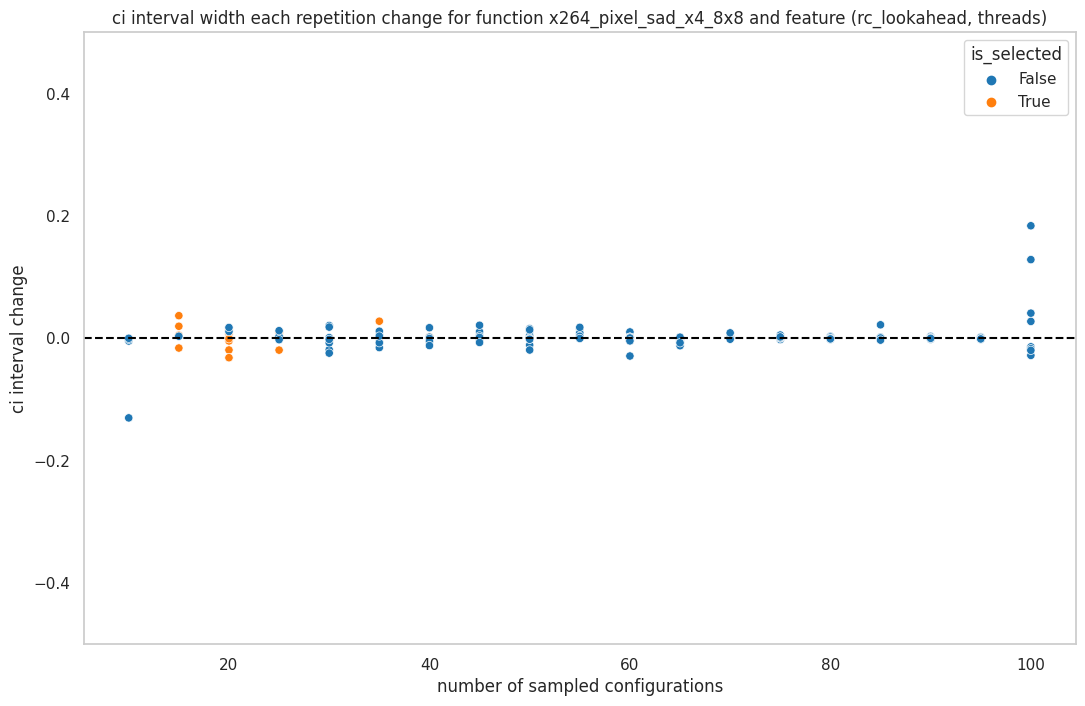 ci interval width each repetition change for function x264_pixel_sad_x4_8x8 and feature (rc_lookahead, threads)
is_selected
False
True
0.4
0.2
0.0
−0.2
−0.4
ci interval change
20
40
60
80
100
number of sampled configurations